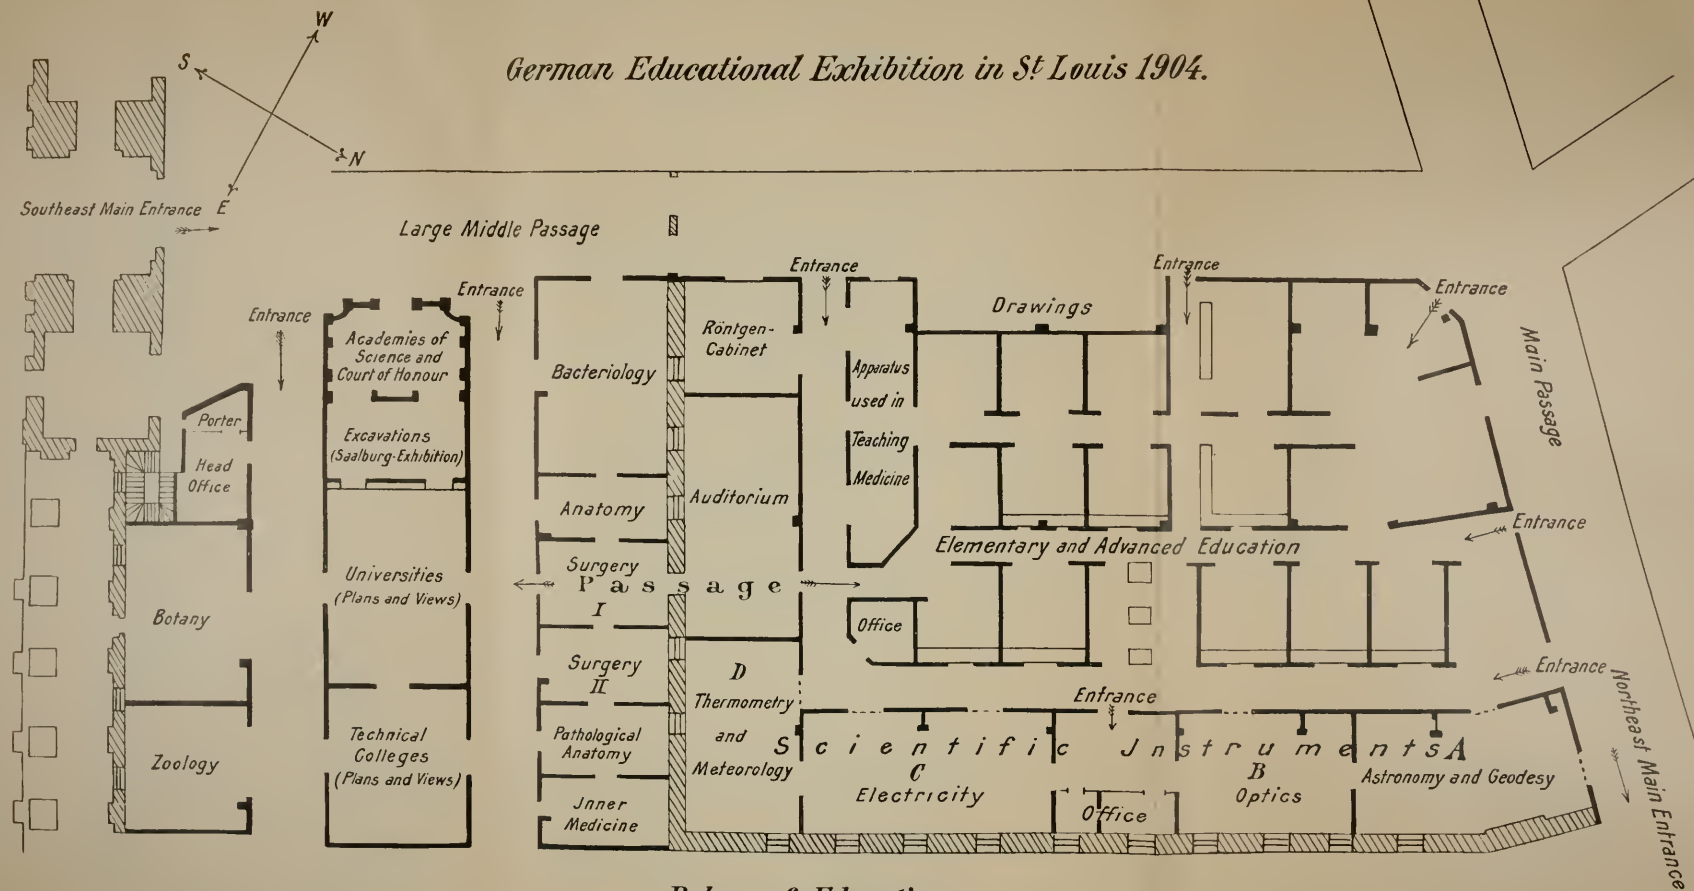 German Educational Exhibition in St Louis 1904.
W
S
N
E
Southeast Main Entrance
Large Middle Passage
Entrance
Entrance
Entrance
Entrance
Entrance
Main Passage
Entrance
Entrance
Northeast Main Entrance
Porter
Head
Office
Botany
Zoology
Academies of
Science and
Court of Honour
Excavations
(Saalburg-Exhibition)
Universities
(Plans and Views)
Technical
Colleges
(Plans and Views)
Bacteriology
Anatomy
Surgery
I
Passage
Surgery
II
Pathological
Anatomy
Jnner
Medicine
Röntgen-
Cabinet
Auditorium
D
Thermometry
and
Meteorology
Apparatus
used in
Teaching
Medicine
Office
Drawings
Elementary and Advanced Education
Entrance
Scientific Jnstruments
C
Electricity
Office
B
Optics
A
Astronomy and Geodesy